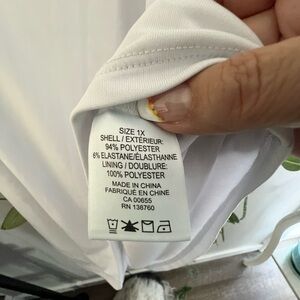 SIZE 1X
SHELL / EXTÉRIEUR:
94% POLYESTER
6% ELASTANE/ÉLASTHANNE
LINING / DOUBLURE:
100% POLYESTER
MADE IN CHINA
FABRIQUÉ EN CHINE
CA 00655
RN 136760